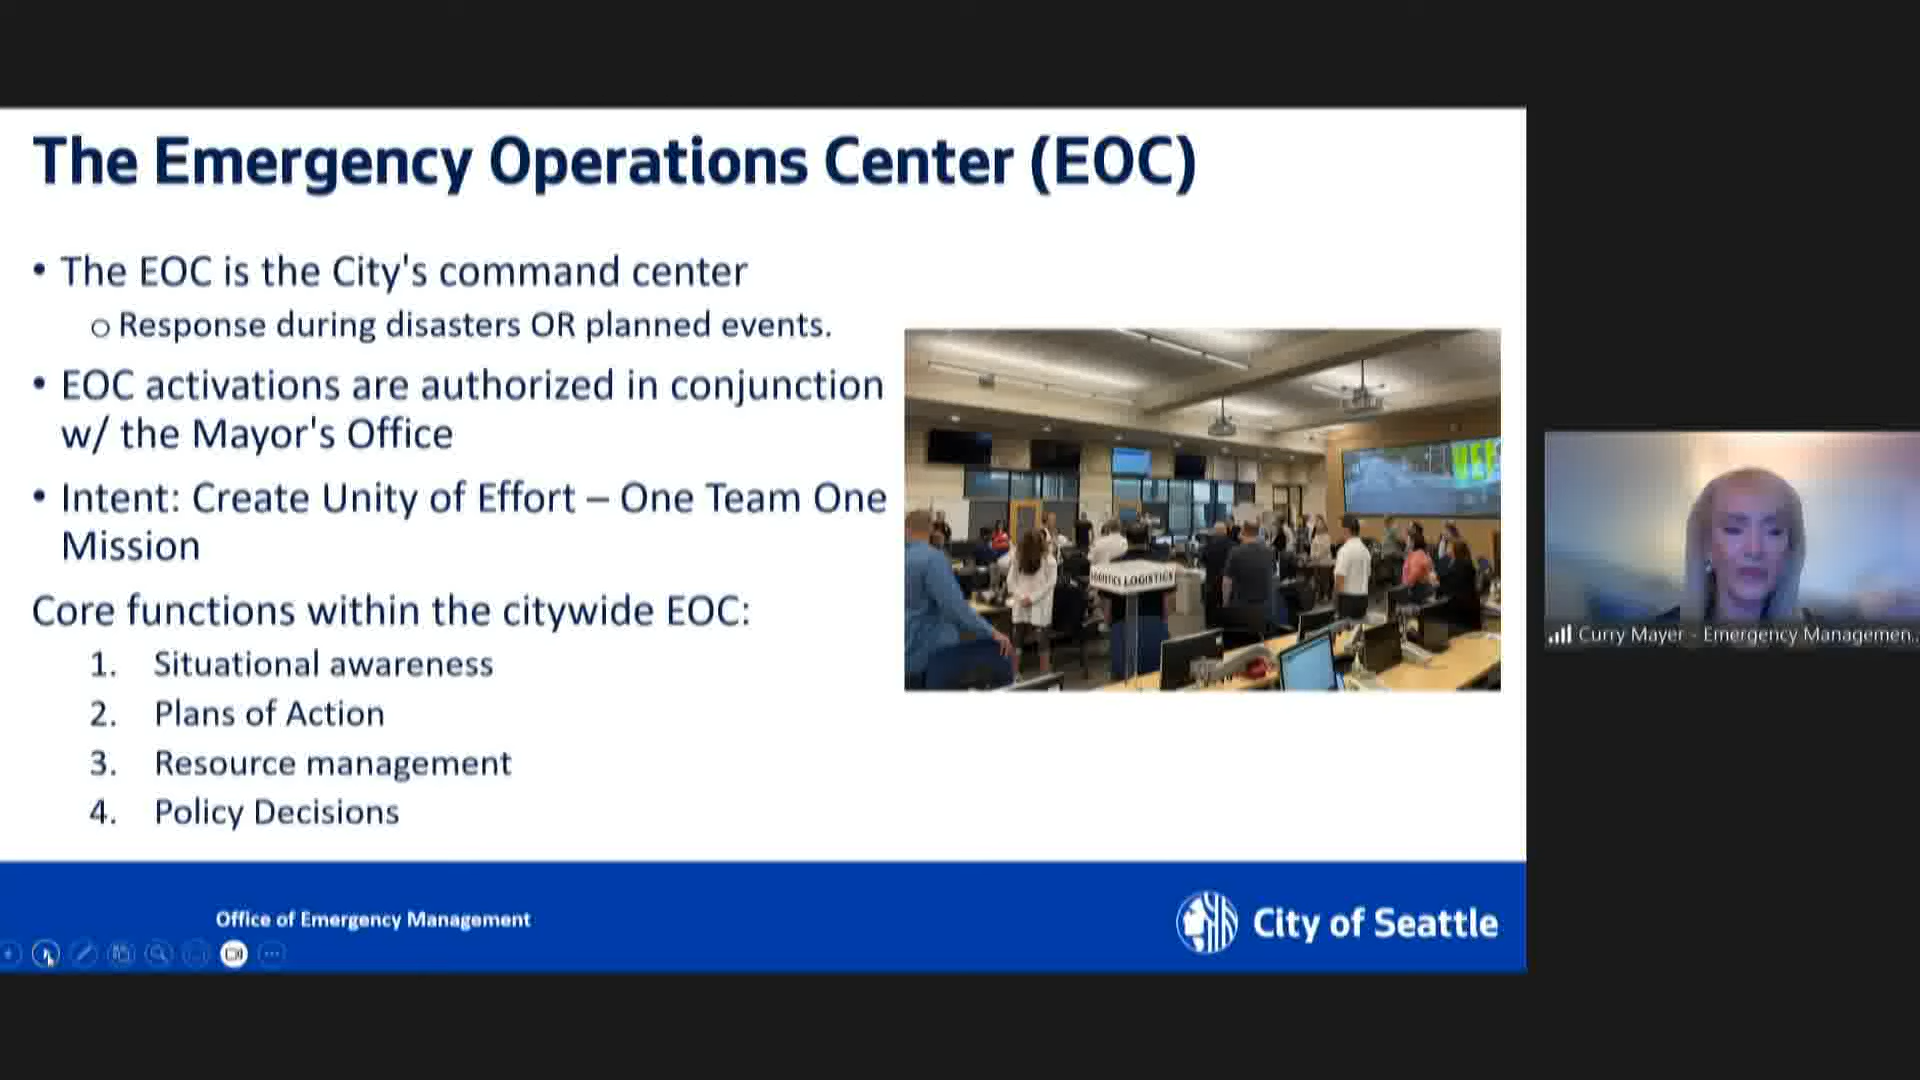 The Emergency Operations Center (EOC)
• The EOC is the City's command center
o Response during disasters OR planned events.
• EOC activations are authorized in conjunction
w/ the Mayor's Office
• Intent: Create Unity of Effort – One Team One
Mission
Core functions within the citywide EOC:
1. Situational awareness
2. Plans of Action
3. Resource management
4. Policy Decisions
LOGISTICS
Curry Mayer - Emergency Managemen...
Office of Emergency Management
City of Seattle